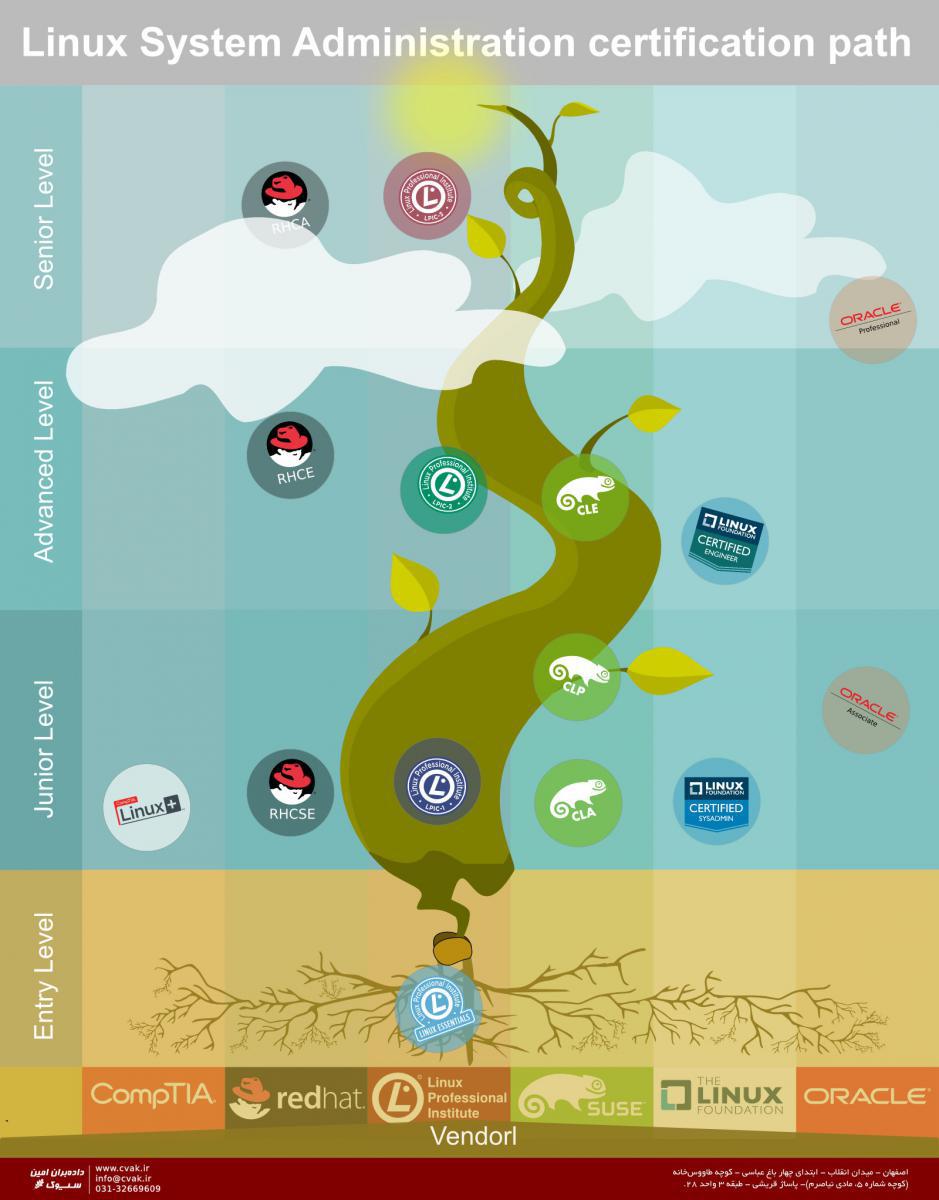 Linux System Administration certification path
Senior Level
RHCA
Linux Professional Institute
LPIC-3
ORACLE
Professional
Advanced Level
RHCE
Linux Professional Institute
LPIC-2
CLE
LINUX
FOUNDATION
CERTIFIED
ENGINEER
Junior Level
CLP
ORACLE
Associate
CompTIA
Linux+
RHCSE
Linux Professional Institute
LPIC-1
CLA
LINUX
FOUNDATION
CERTIFIED
SYSADMIN
Entry Level
Linux Professional Institute
LINUX ESSENTIALS
CompTIA.
redhat.
Linux
Professional
Institute
SUSE
THE
LINUX
FOUNDATION
ORACLE
Vendorl
داده‌بران امین
سنیوک
www.cvak.ir
info@cvak.ir
031-32669609
اصفهان - میدان انقلاب - ابتدای چهار باغ عباسی - کوچه طاووس‌خانه
(کوچه شماره ۵، مادی نیاصرم)- پاساژ قریشی - طبقه ۳ واحد ۲۸.